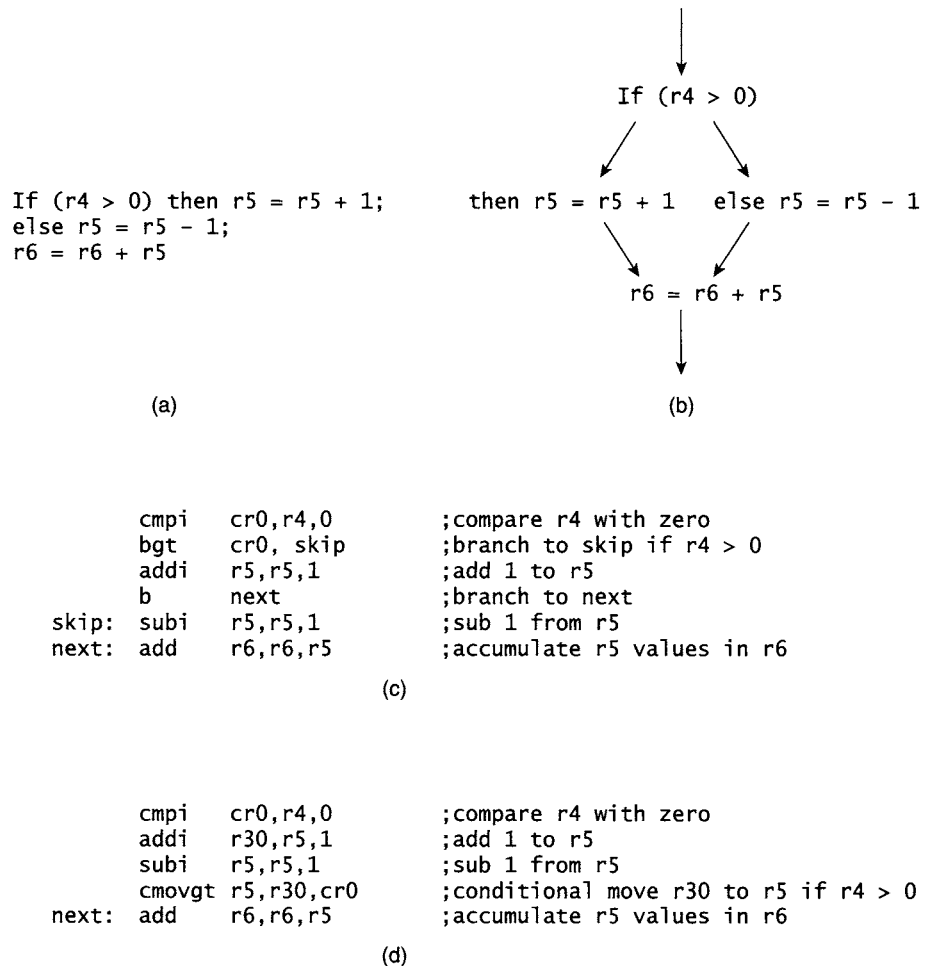 If (r4 > 0)
If (r4 > 0) then r5 = r5 + 1;
else r5 = r5 - 1;
r6 = r6 + r5
then r5 = r5 + 1 else r5 = r5 - 1
r6 = r6 + r5
(a)
(b)
cmpi cr0,r4,0 ;compare r4 with zero
bgt cr0, skip ;branch to skip if r4 > 0
addi r5,r5,1 ;add 1 to r5
b next ;branch to next
skip: subi r5,r5,1 ;sub 1 from r5
next: add r6,r6,r5 ;accumulate r5 values in r6
(c)
cmpi cr0,r4,0 ;compare r4 with zero
addi r30,r5,1 ;add 1 to r5
subi r5,r5,1 ;sub 1 from r5
cmovgt r5,r30,cr0 ;conditional move r30 to r5 if r4 > 0
next: add r6,r6,r5 ;accumulate r5 values in r6
(d)